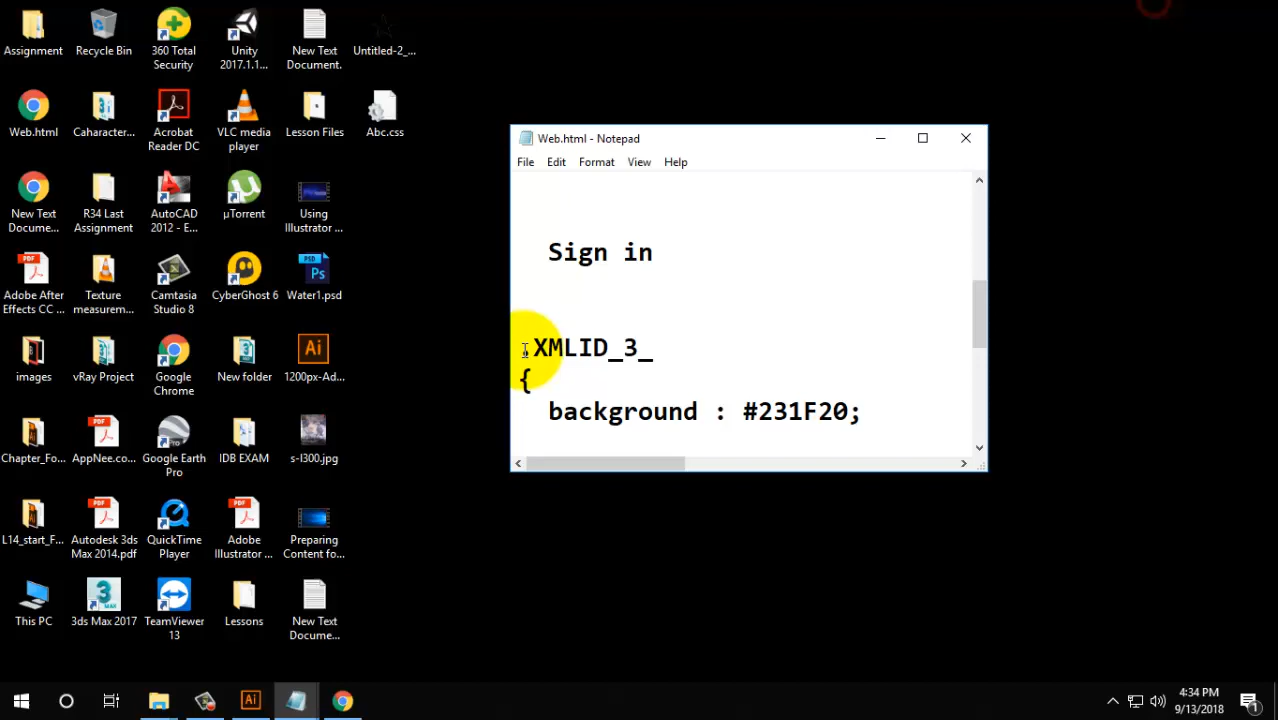 Assignment
Recycle Bin
360 Total
Security
Unity
2017.1.1...
New Text
Document.
Untitled-2_...
Web.html
Caharacter...
Acrobat
Reader DC
VLC media
player
Lesson Files
Abc.css
New Text
Docume...
R34 Last
Assignment
AutoCAD
2012 - E...
µTorrent
Using
Illustrator ...
Adobe After
Effects CC ...
Texture
measurem...
Camtasia
Studio 8
CyberGhost 6
Water1.psd
images
vRay Project
Google
Chrome
New folder
1200px-Ad...
Chapter_Fo...
AppNee.co...
Google Earth
Pro
IDB EXAM
s-l300.jpg
L14_start_F...
Autodesk 3ds
Max 2014.pdf
QuickTime
Player
Adobe
Illustrator ...
Preparing
Content fo...
This PC
3ds Max 2017
TeamViewer
13
Lessons
New Text
Docume...
Web.html - Notepad
File Edit Format View Help
Sign in
.XMLID_3_
{
background : #231F20;
4:34 PM
9/13/2018